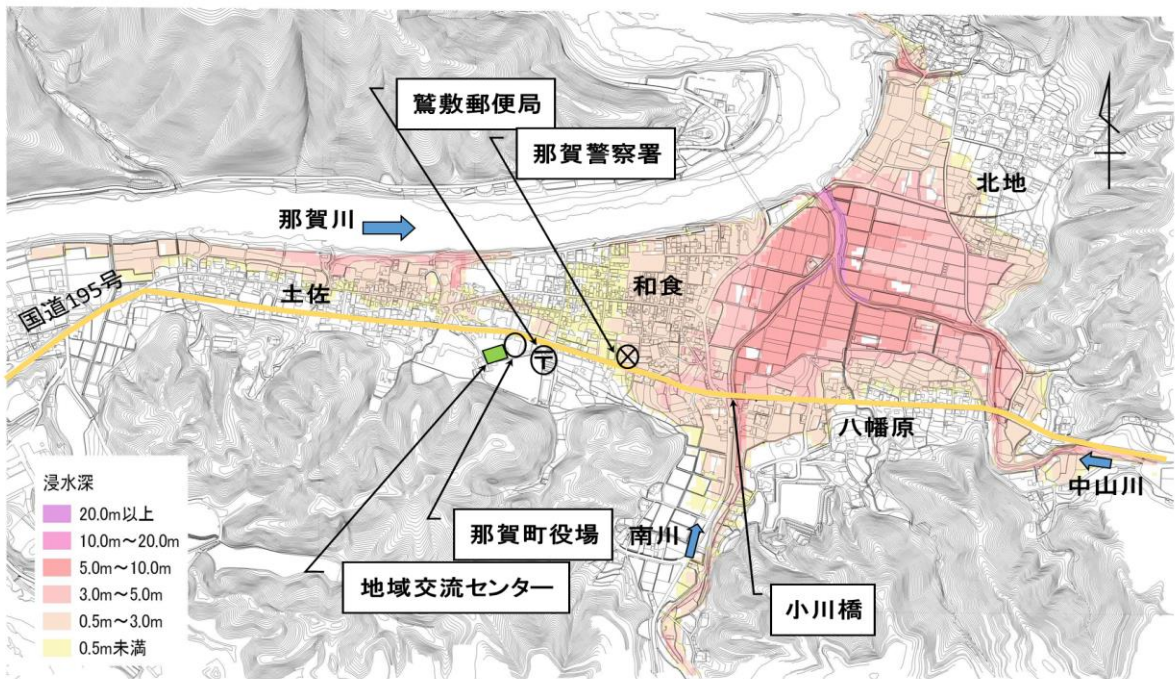 鷲敷郵便局
那賀警察署
北地
那賀川
和食
土佐
国道195号
〒
八幡原
中山川
浸水深
20.0m以上
10.0m～20.0m
5.0m～10.0m
3.0m～5.0m
0.5m～3.0m
0.5m未満
那賀町役場
南川
地域交流センター
小川橋